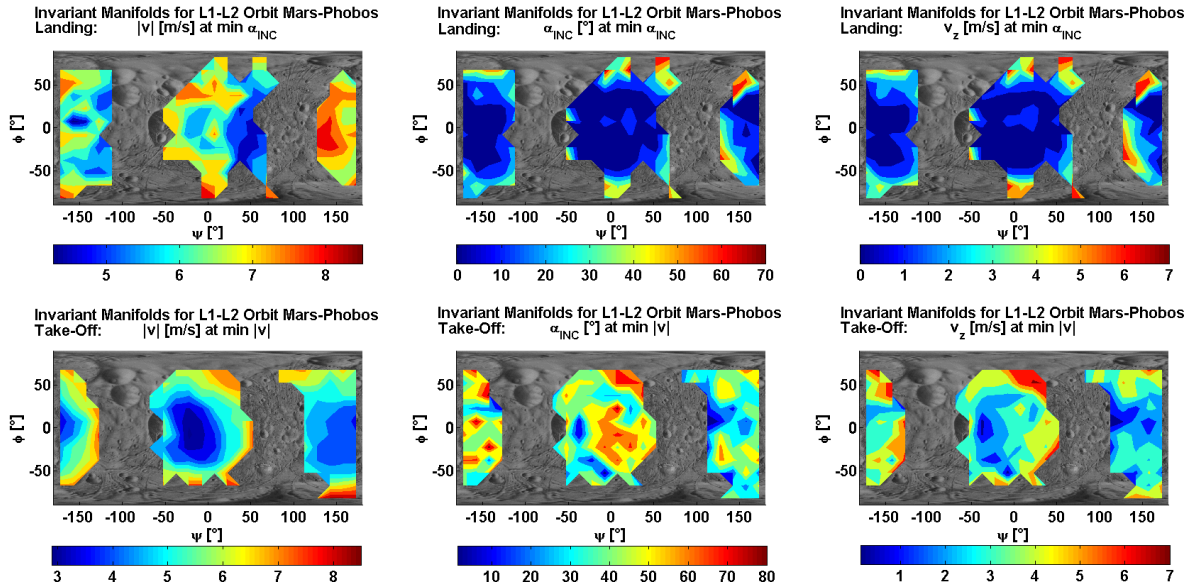 Invariant Manifolds for L1-L2 Orbit Mars-Phobos
Landing: |v| [m/s] at min α_INC
50
0
-50
ϕ [°]
-150 -100 -50 0 50 100 150
Ψ [°]
5 6 7 8
Invariant Manifolds for L1-L2 Orbit Mars-Phobos
Landing: α_INC [°] at min α_INC
50
0
-50
ϕ [°]
-150 -100 -50 0 50 100 150
Ψ [°]
0 10 20 30 40 50 60 70
Invariant Manifolds for L1-L2 Orbit Mars-Phobos
Landing: v_z [m/s] at min α_INC
50
0
-50
ϕ [°]
-150 -100 -50 0 50 100 150
Ψ [°]
0 1 2 3 4 5 6 7
Invariant Manifolds for L1-L2 Orbit Mars-Phobos
Take-Off: |v| [m/s] at min |v|
50
0
-50
ϕ [°]
-150 -100 -50 0 50 100 150
Ψ [°]
3 4 5 6 7 8
Invariant Manifolds for L1-L2 Orbit Mars-Phobos
Take-Off: α_INC [°] at min |v|
50
0
-50
ϕ [°]
-150 -100 -50 0 50 100 150
Ψ [°]
10 20 30 40 50 60 70 80
Invariant Manifolds for L1-L2 Orbit Mars-Phobos
Take-Off: v_z [m/s] at min |v|
50
0
-50
ϕ [°]
-150 -100 -50 0 50 100 150
Ψ [°]
1 2 3 4 5 6 7